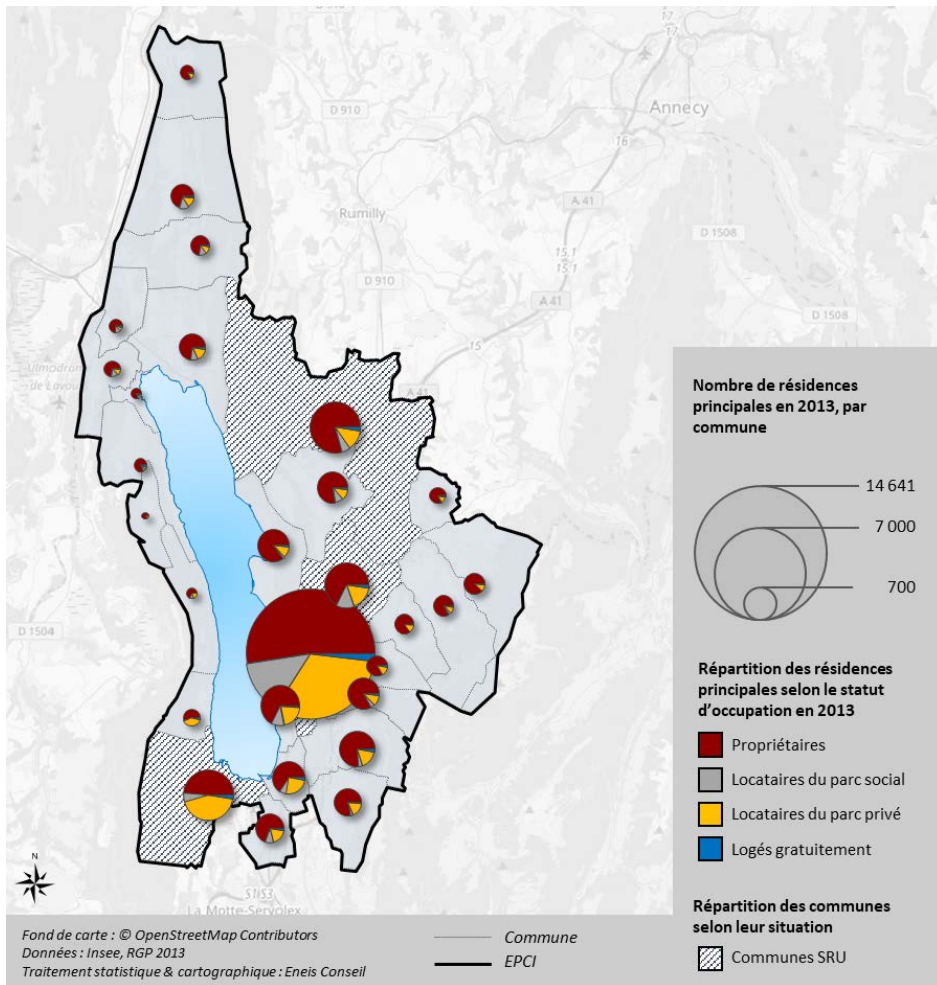 D 910
17
Annecy
16
A 41
Rumilly
D 1508
15.1
15.1
D 910
A 41
D 1508
15
A 41
D 1504
La Motte-Servolex
N
Nombre de résidences
principales en 2013, par
commune
14 641
7 000
700
Répartition des résidences
principales selon le statut
d’occupation en 2013
Propriétaires
Locataires du parc social
Locataires du parc privé
Logés gratuitement
Répartition des communes
selon leur situation
Communes SRU
Fond de carte : © OpenStreetMap Contributors
Données : Insee, RGP 2013
Traitement statistique & cartographique : Eneis Conseil
Commune
EPCI